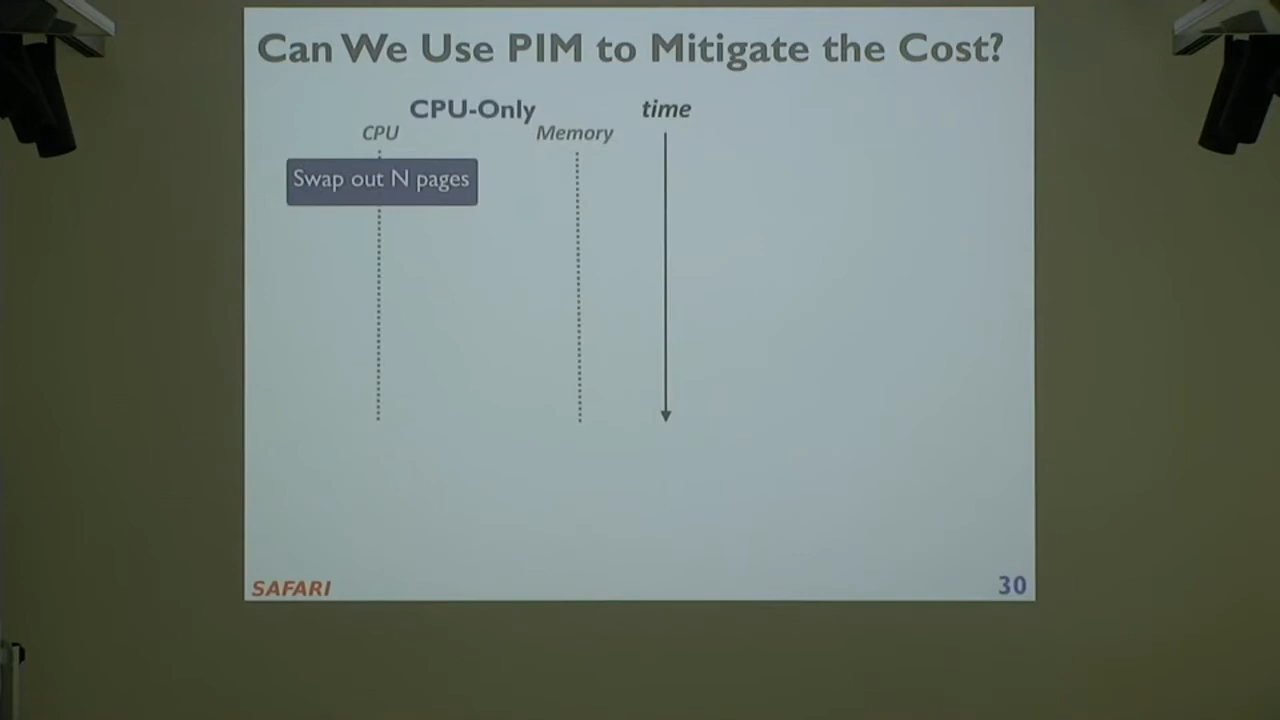 Can We Use PIM to Mitigate the Cost?
CPU-Only
time
CPU
Memory
Swap out N pages
SAFARI
30